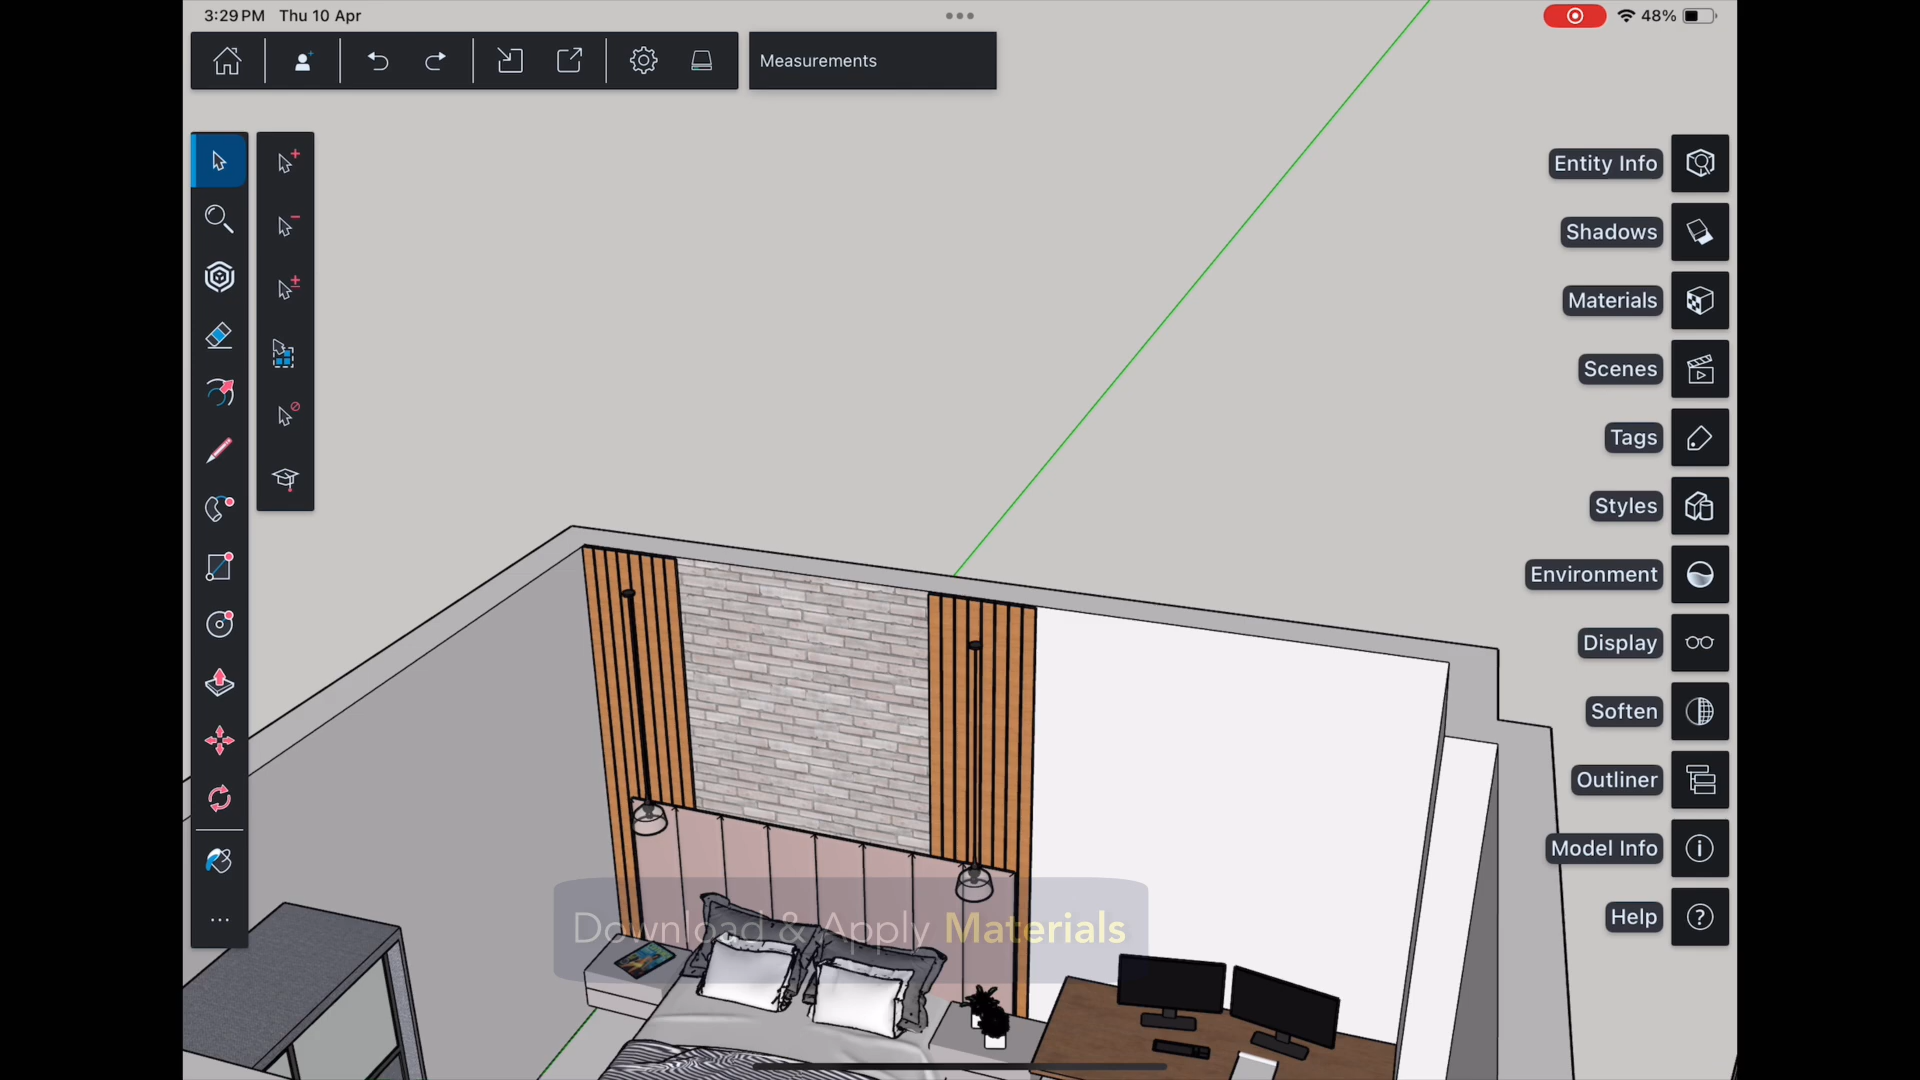 3:29 PM Thu 10 Apr
48%
Measurements
Entity Info
Shadows
Materials
Scenes
Tags
Styles
Environment
Display
Soften
Outliner
Model Info
Help
Download & Apply Materials